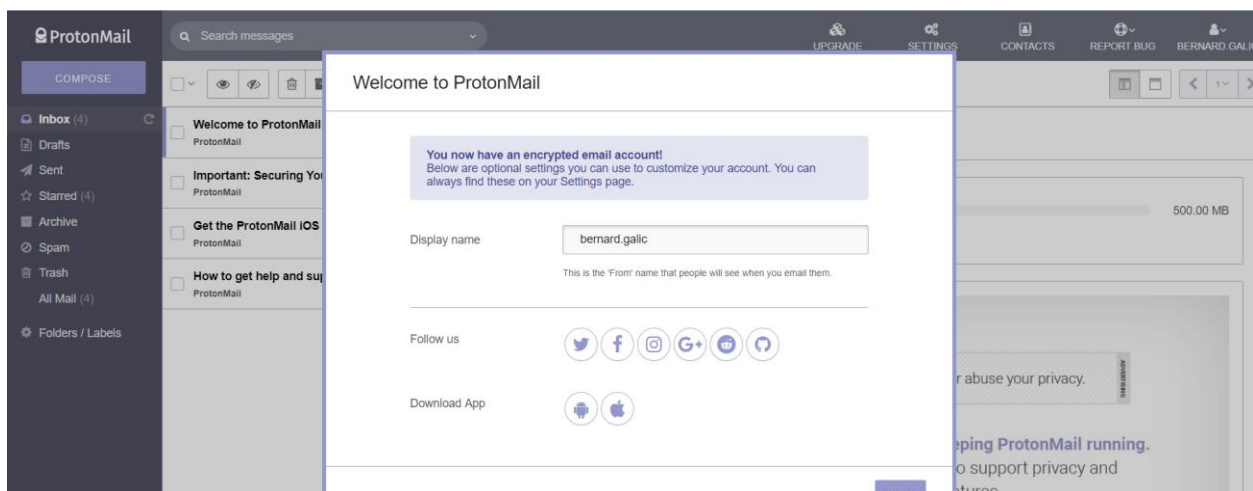 ProtonMail
Search messages
UPGRADE
SETTINGS
CONTACTS
REPORT BUG
BERNARD.GALI
COMPOSE
Inbox (4)
Drafts
Sent
Starred (4)
Archive
Spam
Trash
All Mail (4)
Folders / Labels
Welcome to ProtonMail
ProtonMail
Important: Securing
ProtonMail
Get the ProtonMail iOS
ProtonMail
How to get help and
ProtonMail
Welcome to ProtonMail
You now have an encrypted email account!
Below are optional settings you can use to customize your account. You can
always find these on your Settings page.
Display name
bernard.galic
This is the 'From' name that people will see when you email them.
Follow us
G+
Download App
1
500.00 MB
abuse your privacy.
ADVERTISING
ProtonMail running.
support privacy and